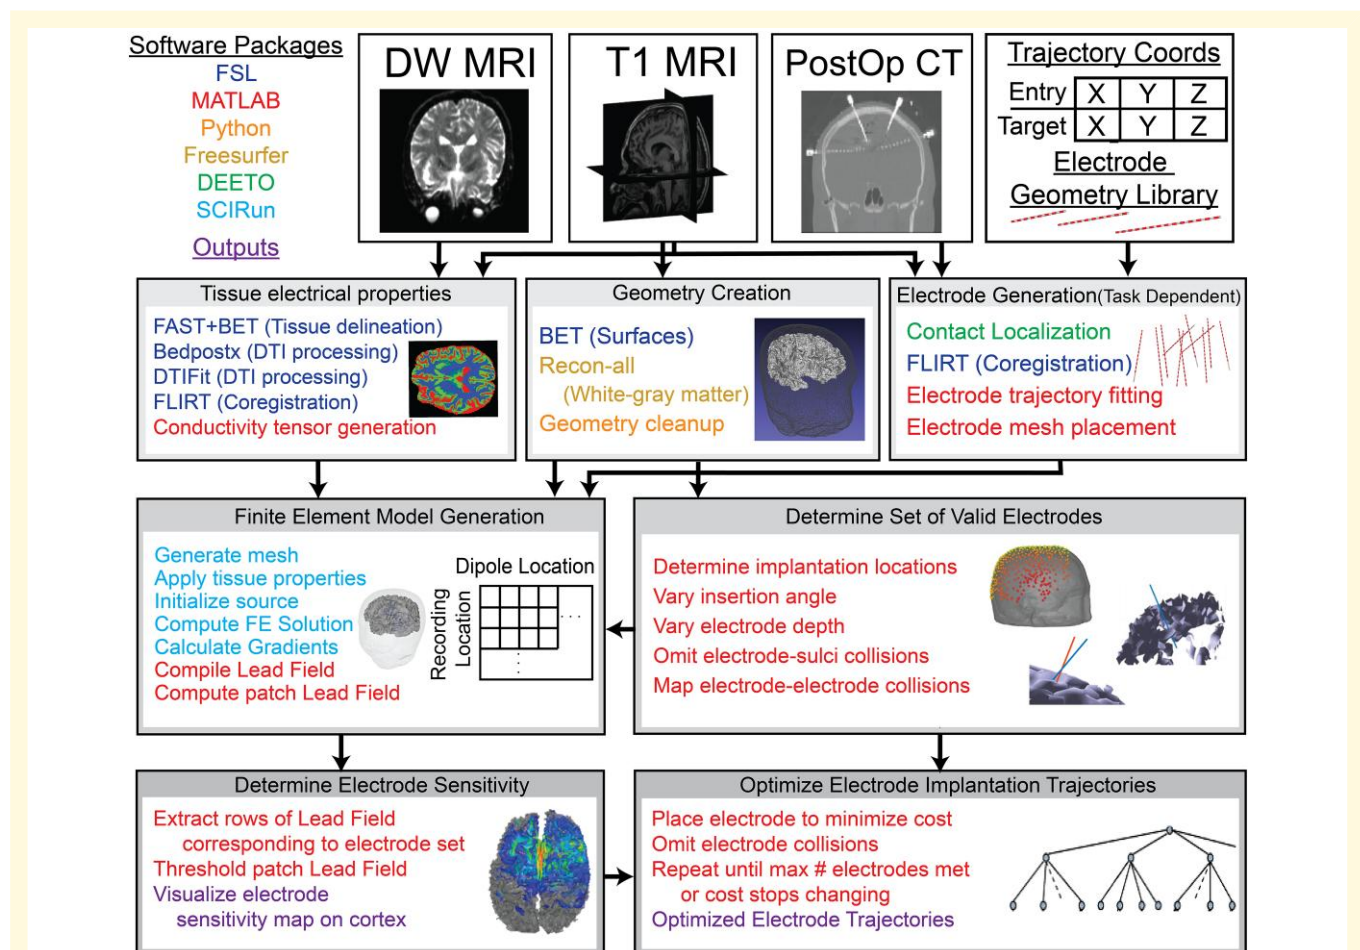 Software Packages
FSL
MATLAB
Python
Freesurfer
DEETO
SCIRun
Outputs
DW MRI
T1 MRI
PostOp CT
Trajectory Coords
Entry X Y Z
Target X Y Z
Electrode
Geometry Library
Tissue electrical properties
FAST+BET (Tissue delineation)
Bedpostx (DTI processing)
DTIFit (DTI processing)
FLIRT (Coregistration)
Conductivity tensor generation
Geometry Creation
BET (Surfaces)
Recon-all
(White-gray matter)
Geometry cleanup
Electrode Generation(Task Dependent)
Contact Localization
FLIRT (Coregistration)
Electrode trajectory fitting
Electrode mesh placement
Finite Element Model Generation
Generate mesh
Apply tissue properties
Initialize source
Compute FE Solution
Calculate Gradients
Compile Lead Field
Compute patch Lead Field
Dipole Location
Recording
Location
Determine Set of Valid Electrodes
Determine implantation locations
Vary insertion angle
Vary electrode depth
Omit electrode-sulci collisions
Map electrode-electrode collisions
Determine Electrode Sensitivity
Extract rows of Lead Field
corresponding to electrode set
Threshold patch Lead Field
Visualize electrode
sensitivity map on cortex
Optimize Electrode Implantation Trajectories
Place electrode to minimize cost
Omit electrode collisions
Repeat until max # electrodes met
or cost stops changing
Optimized Electrode Trajectories